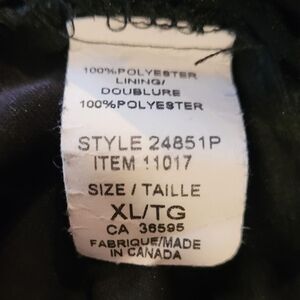 100%POLYESTER
LINING/
DOUBLURE
100%POLYESTER
STYLE 24851P
ITEM 11017
SIZE / TAILLE
XL/TG
CA 36595
FABRIQUE/MADE
IN CANADA